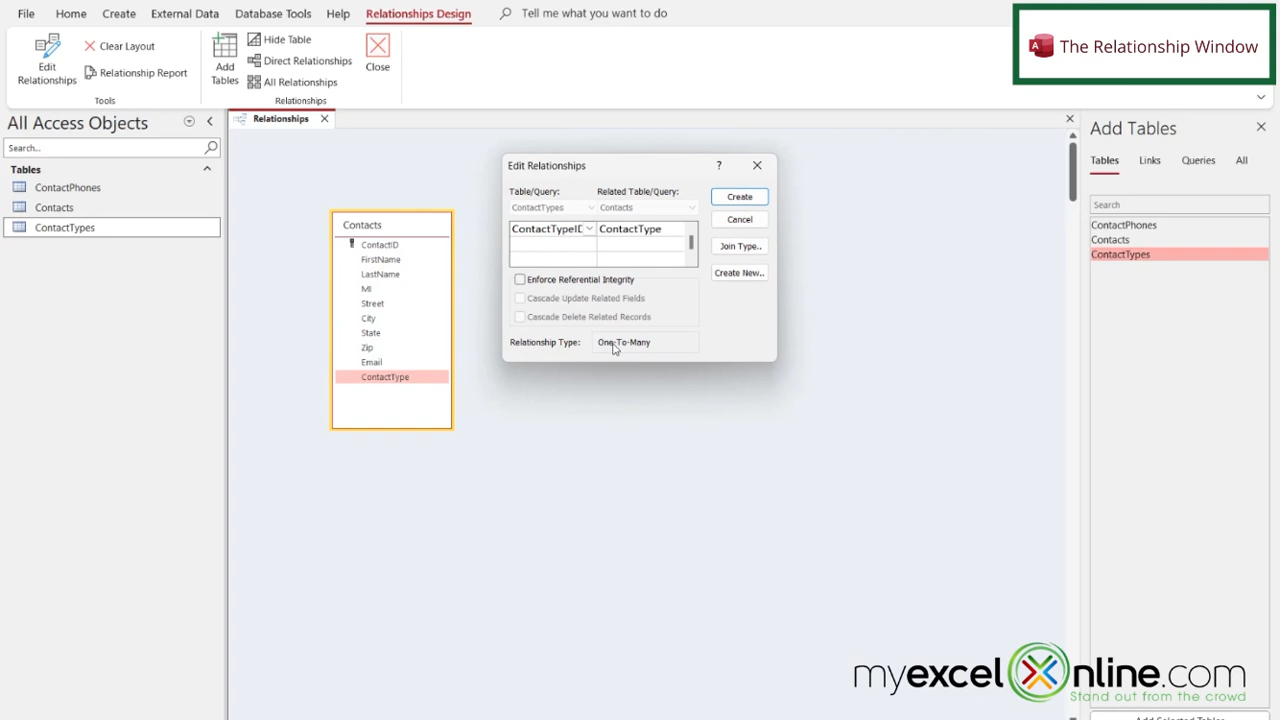 File Home Create External Data Database Tools Help Relationships Design Tell me what you want to do
The Relationship Window
Edit Relationships
Clear Layout
Relationship Report
Tools
Add Tables
Hide Table
Direct Relationships
All Relationships
Relationships
Close
All Access Objects
Search...
Tables
ContactPhones
Contacts
ContactTypes
Relationships
Contacts
ContactID
FirstName
LastName
MI
Street
City
State
Zip
Email
ContactType
Edit Relationships ?
Table/Query: Related Table/Query:
ContactTypes Contacts
ContactTypeID ContactType
Enforce Referential Integrity
Cascade Update Related Fields
Cascade Delete Related Records
Relationship Type: One-To-Many
Create
Cancel
Join Type..
Create New..
Add Tables
Tables Links Queries All
Search
ContactPhones
Contacts
ContactTypes
Add Selected Tables
myexcelonline.com
Stand out from the crowd